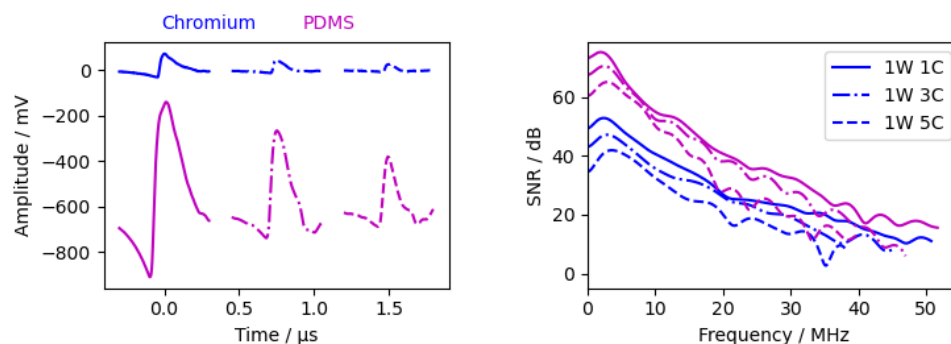 Chromium PDMS
0
−200
−400
−600
−800
Amplitude / mV
0.0 0.5 1.0 1.5
Time / µs
60
40
20
0
SNR / dB
1W 1C
1W 3C
1W 5C
0 10 20 30 40 50
Frequency / MHz